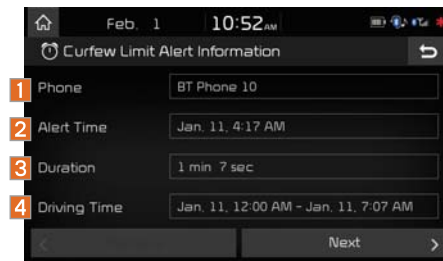 Feb. 1 10:52 AM
Curfew Limit Alert Information
1 Phone BT Phone 10
2 Alert Time Jan. 11, 4:17 AM
3 Duration 1 min 7 sec
4 Driving Time Jan. 11, 12:00 AM - Jan. 11, 7:07 AM
Next